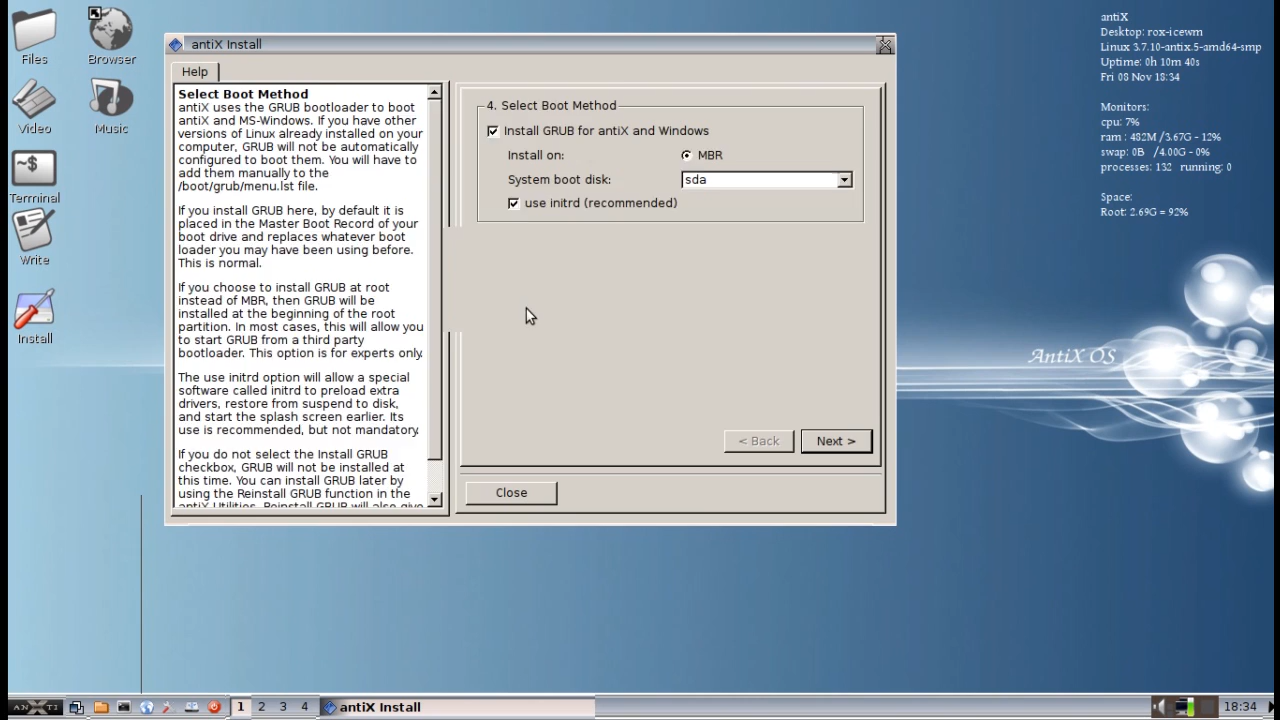 Files
Browser
Video
Music
~$
Terminal
Write
Install
antiX Install
Help
Select Boot Method
antiX uses the GRUB bootloader to boot
antiX and MS-Windows. If you have other
versions of Linux already installed on your
computer, GRUB will not be automatically
configured to boot them. You will have to
add them manually to the
/boot/grub/menu.lst file.
If you install GRUB here, by default it is
placed in the Master Boot Record of your
boot drive and replaces whatever boot
loader you may have been using before.
This is normal.
If you choose to install GRUB at root
instead of MBR, then GRUB will be
installed at the beginning of the root
partition. In most cases, this will allow you
to start GRUB from a third party
bootloader. This option is for experts only.
The use initrd option will allow a special
software called initrd to preload extra
drivers, restore from suspend to disk,
and start the splash screen earlier. Its
use is recommended, but not mandatory.
If you do not select the Install GRUB
checkbox, GRUB will not be installed at
this time. You can install GRUB later by
using the Reinstall GRUB function in the
antiX Utilities. Reinstall GRUB will also give
4. Select Boot Method
Install GRUB for antiX and Windows
Install on:
MBR
System boot disk:
sda
use initrd (recommended)
< Back
Next >
Close
antiX
Desktop: rox-icewm
Linux 3.7.10-antix.5-amd64-smp
Uptime: 0h 10m 40s
Fri 08 Nov 18:34
Monitors:
cpu: 7%
ram : 482M /3.67G - 12%
swap: 0B /4.00G - 0%
processes: 132 running: 0
Space:
Root: 2.69G = 92%
AntiX OS
ANTI
1
2
3
4
antiX Install
18:34